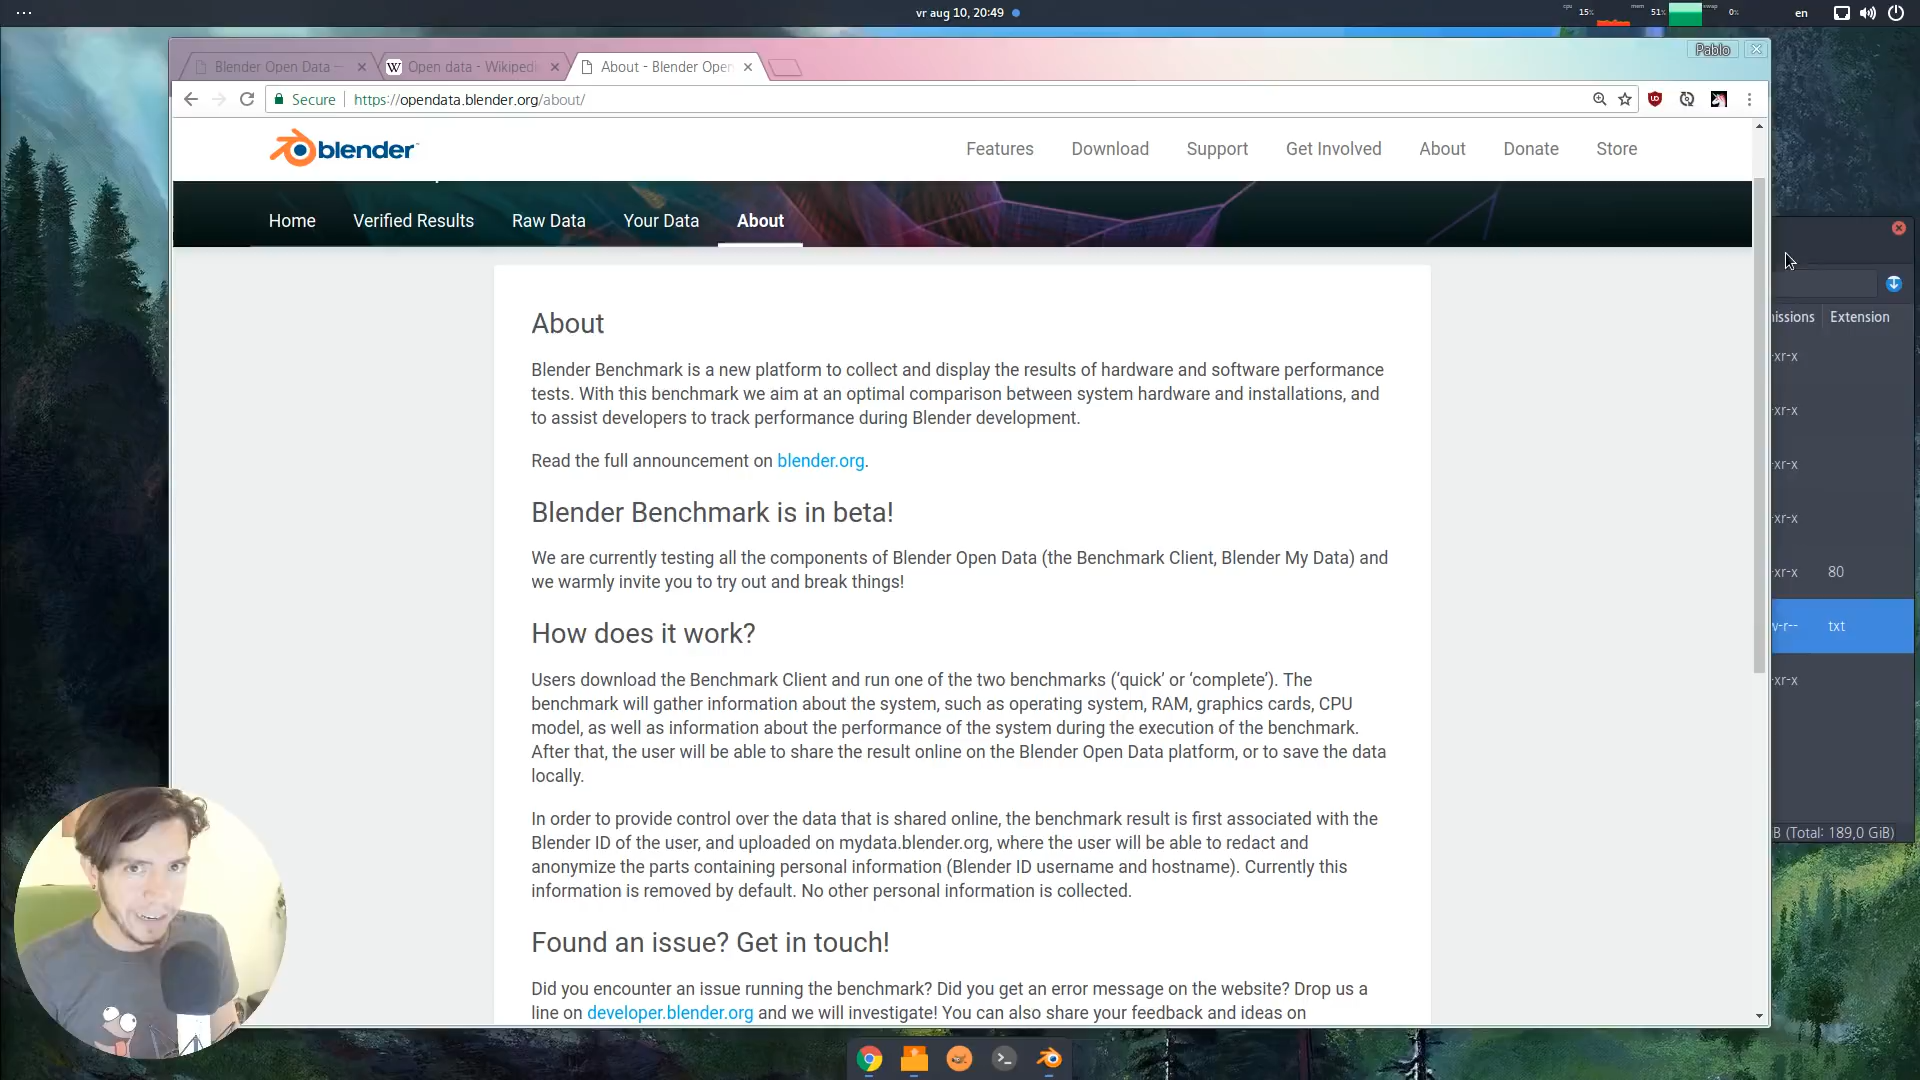 vr aug 10, 20:49
cpu 15% mem 51% swap 0% en
Pablo
Blender Open Data —
Open data - Wikipedi
About - Blender Open
Secure https://opendata.blender.org/about/
blender
Features Download Support Get Involved About Donate Store
Home Verified Results Raw Data Your Data About
About
Blender Benchmark is a new platform to collect and display the results of hardware and software performance
tests. With this benchmark we aim at an optimal comparison between system hardware and installations, and
to assist developers to track performance during Blender development.
Read the full announcement on blender.org.
Blender Benchmark is in beta!
We are currently testing all the components of Blender Open Data (the Benchmark Client, Blender My Data) and
we warmly invite you to try out and break things!
How does it work?
Users download the Benchmark Client and run one of the two benchmarks (‘quick’ or ‘complete’). The
benchmark will gather information about the system, such as operating system, RAM, graphics cards, CPU
model, as well as information about the performance of the system during the execution of the benchmark.
After that, the user will be able to share the result online on the Blender Open Data platform, or to save the data
locally.
In order to provide control over the data that is shared online, the benchmark result is first associated with the
Blender ID of the user, and uploaded on mydata.blender.org, where the user will be able to redact and
anonymize the parts containing personal information (Blender ID username and hostname). Currently this
information is removed by default. No other personal information is collected.
Found an issue? Get in touch!
Did you encounter an issue running the benchmark? Did you get an error message on the website? Drop us a
line on developer.blender.org and we will investigate! You can also share your feedback and ideas on
issions Extension
-xr-x
-xr-x
-xr-x
-xr-x
-xr-x 80
v-r-- txt
-xr-x
B (Total: 189,0 GiB)